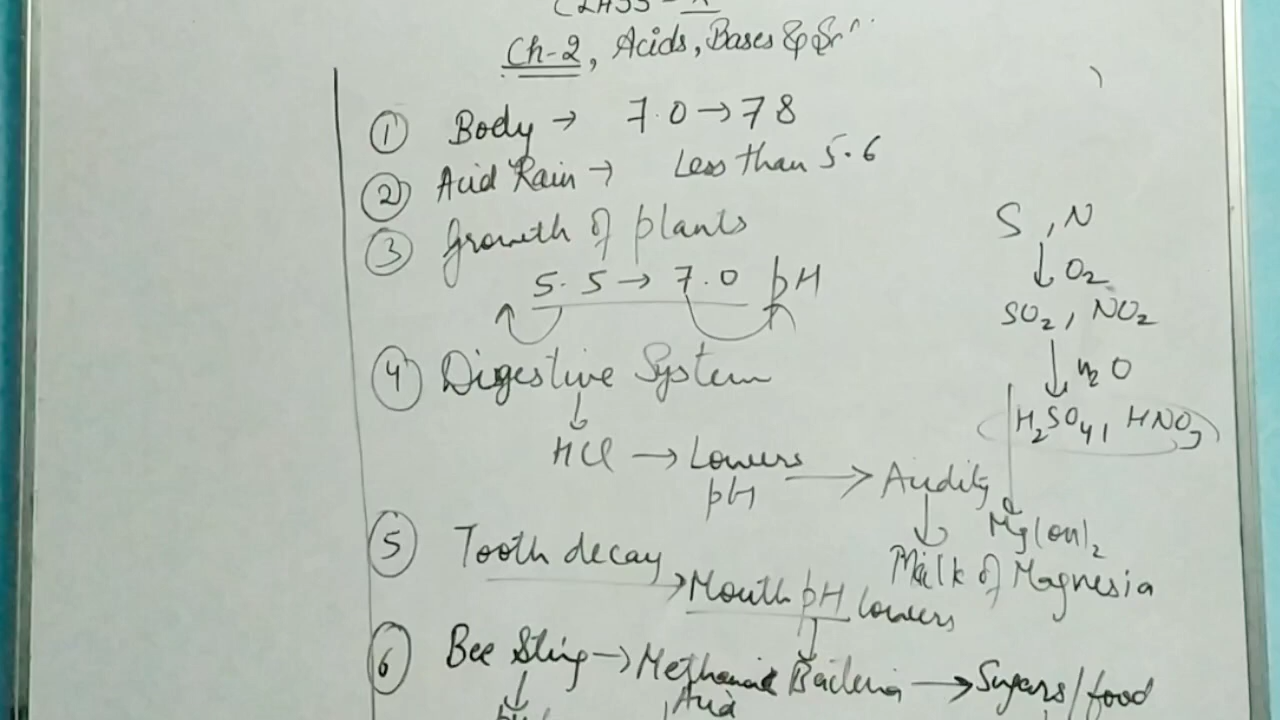 CLASS - X
Ch-2, Acids, Bases &
① Body → 7.0 → 78
② Acid Rain → Less than 5.6
③ Growth of plants
5.5 → 7.0 pH
④ Digestive System
↓
HCl → Lowers pH → Acidity
↓
Milk of Magnesia
Mg(OH)2
S, N
↓ O2
SO2, NO2
↓ H2O
H2SO4, HNO3
⑤ Tooth decay → Mouth pH lowers
↓
Bacteria → Sugars/food
⑥ Bee Sting → Methanoic Acid
↓